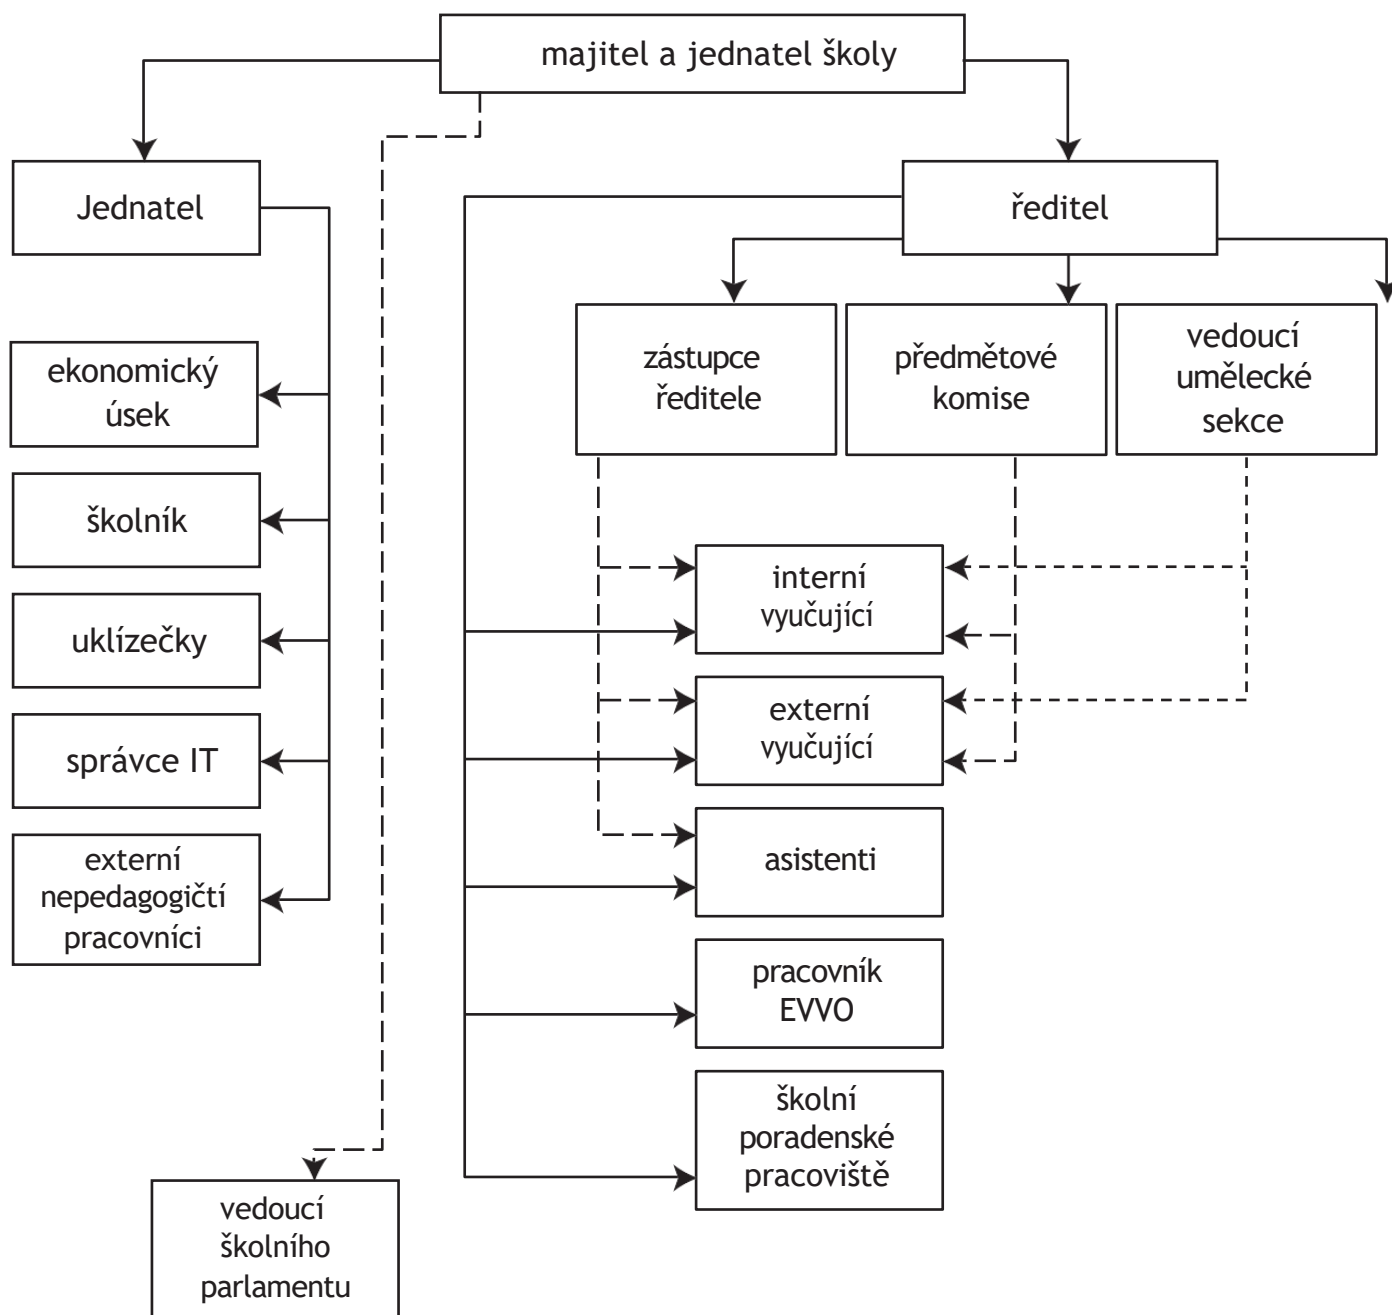 majitel a jednatel školy
Jednatel
ředitel
ekonomický
úsek
školník
uklízečky
správce IT
externí
nepedagogičtí
pracovníci
zástupce
ředitele
předmětové
komise
vedoucí
umělecké
sekce
interní
vyučující
externí
vyučující
asistenti
pracovník
EVVO
školní
poradenské
pracoviště
vedoucí
školního
parlamentu